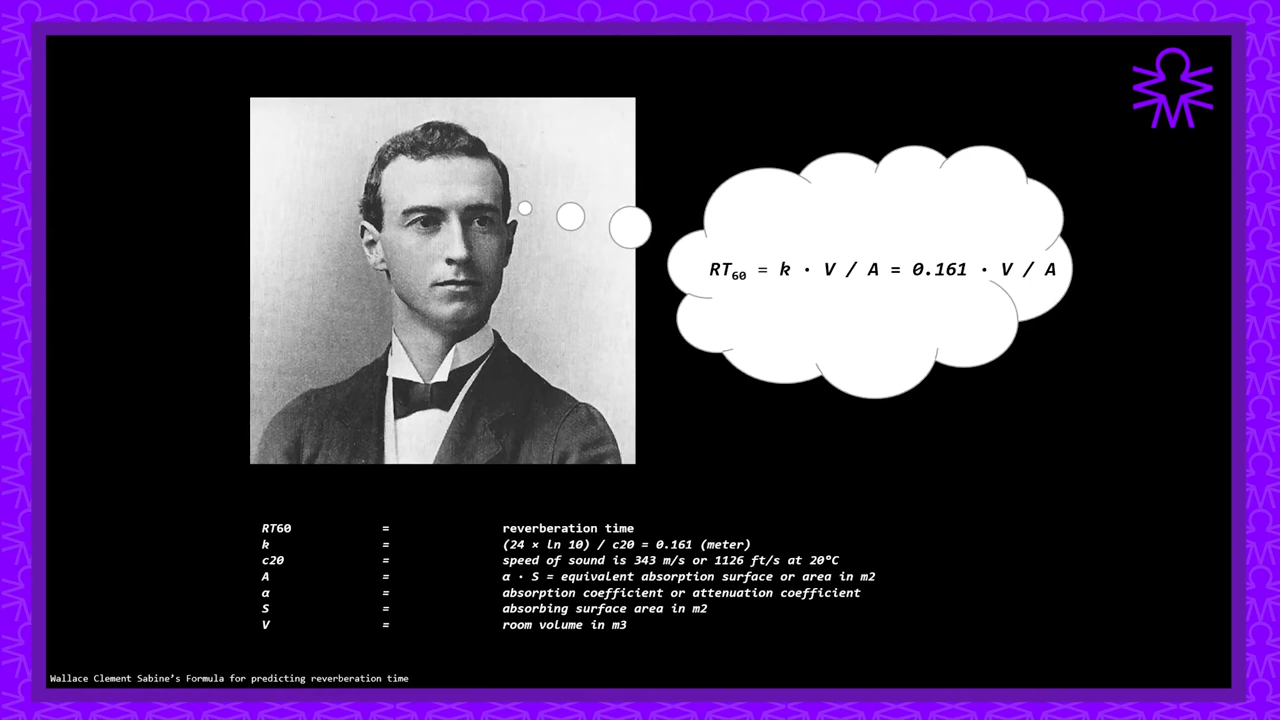 RT60 = k · V / A = 0.161 · V / A
RT60 = reverberation time
k = (24 × ln 10) / c20 = 0.161 (meter)
c20 = speed of sound is 343 m/s or 1126 ft/s at 20°C
A = α · S = equivalent absorption surface or area in m2
α = absorption coefficient or attenuation coefficient
S = absorbing surface area in m2
V = room volume in m3
Wallace Clement Sabine’s Formula for predicting reverberation time